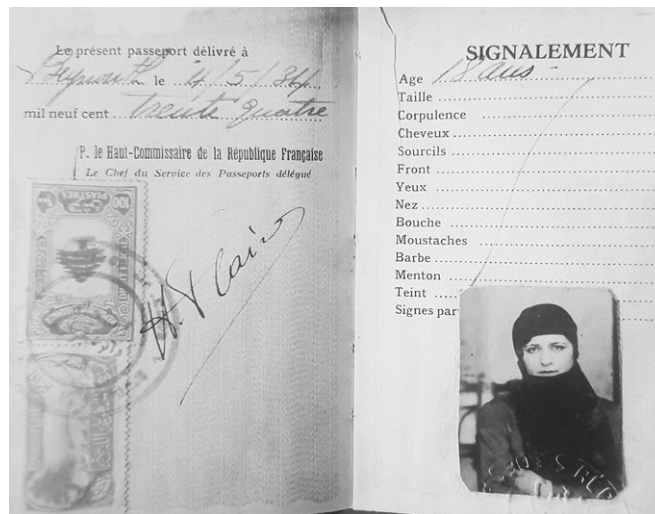 Le présent passeport délivré à
Beyrouth le 4/5/34
mil neuf cent trente quatre
P. le Haut-Commissaire de la République Française
Le Chef du Service des Passeports délégué
100
PIASTRES
SIGNALEMENT
Age 18 ans
Taille
Corpulence
Cheveux
Sourcils
Front
Yeux
Nez
Bouche
Moustaches
Barbe
Menton
Teint
Signes par